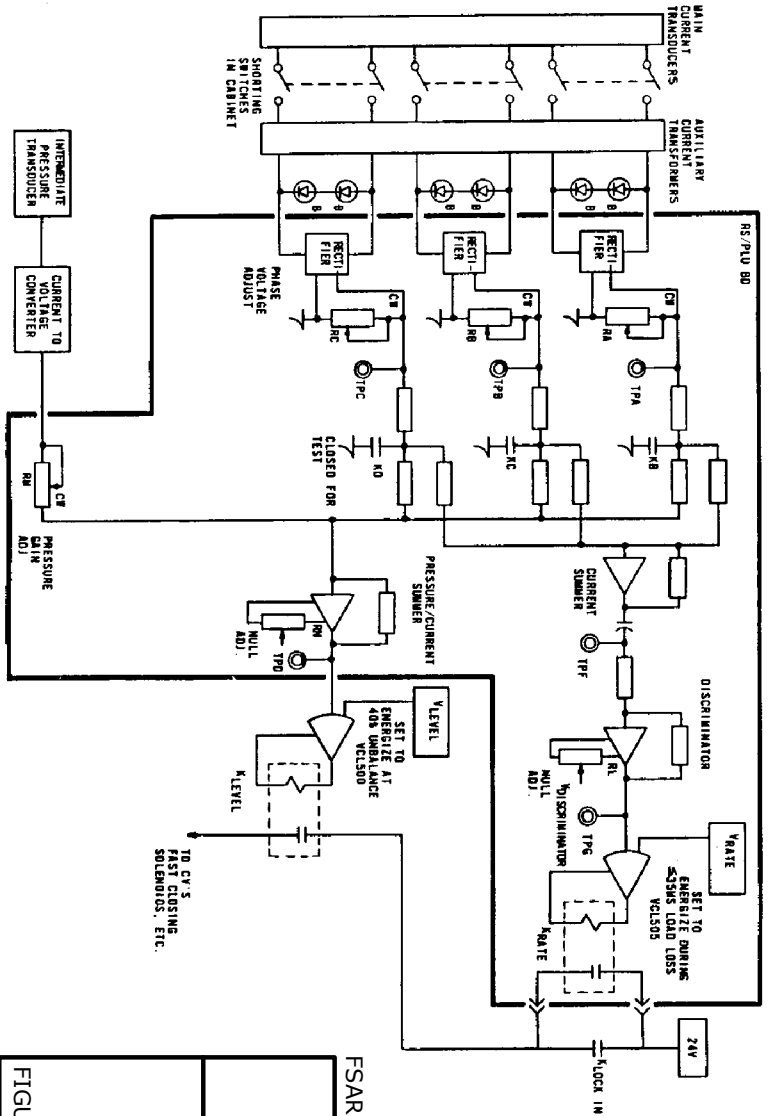 MAIN
CURRENT
TRANSDUCERS
SHORTING
SWITCHES
IN CABINET
AUXILIARY
CURRENT
TRANSFORMERS
B
B
B
B
B
B
RS/PLU BD
RECTI-
FIER
RECTI-
FIER
RECTI-
FIER
PHASE
VOLTAGE
ADJUST
CW
RC
CW
RB
CW
RA
TPC
TPB
TPA
CLOSED FOR
TEST
KD
KC
KB
INTERMEDIATE
PRESSURE
TRANSDUCER
CURRENT TO
VOLTAGE
CONVERTER
CW
RM
PRESSURE
GAIN
ADJ
PRESSURE/CURRENT
SUMMER
RN
NULL
ADJ.
TPD
CURRENT
SUMMER
TPF
DISCRIMINATOR
RL
NULL
ADJ.
VDISCRIMINATOR
TPG
VLEVEL
SET TO
ENERGIZE AT
40% UNBALANCE
VCL500
KLEVEL
TO CV'S
FAST CLOSING
SOLENOIDS, ETC.
VRATE
SET TO
ENERGIZE DURING
≤35MS LOAD LOSS
VCL505
KRATE
24V
KLOCK IN
FSAR
FIGU